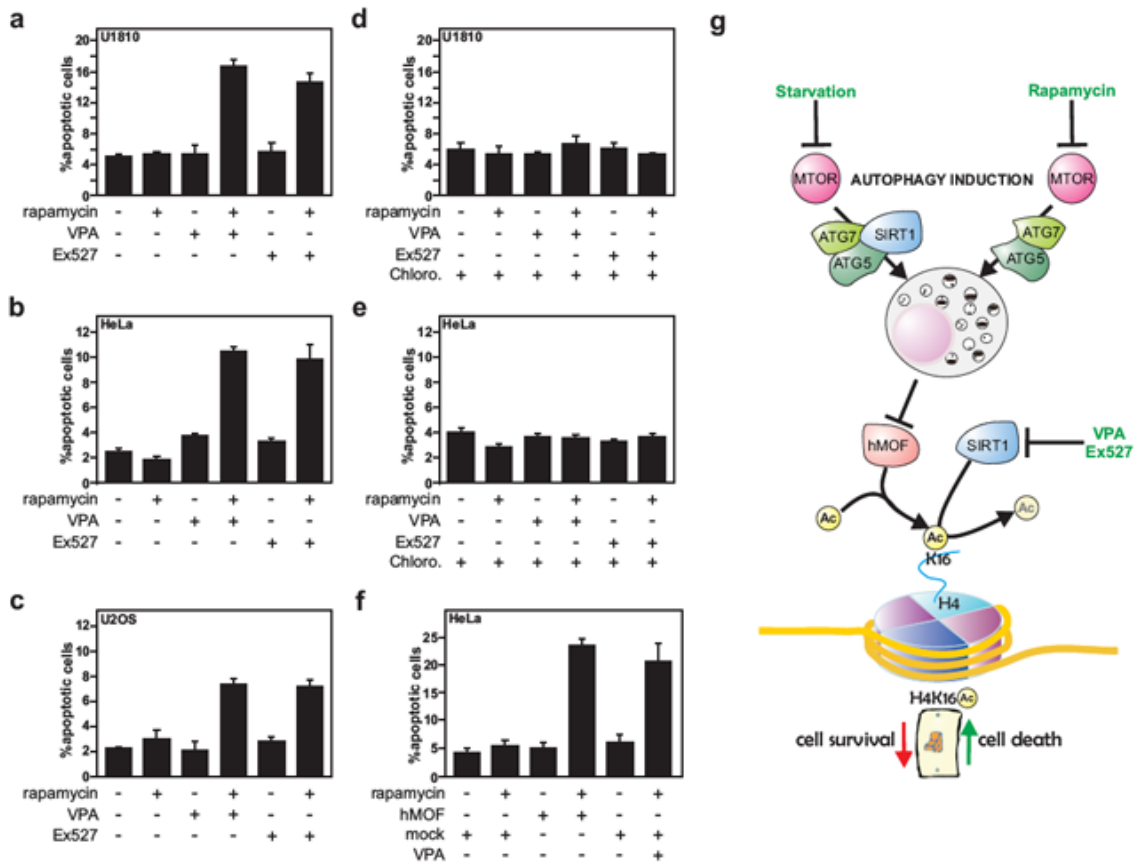 a
U1810
%apoptotic cells
20
16
12
8
4
0
rapamycin - + - + - +
VPA - - + + - -
Ex527 - - - - + +
b
HeLa
%apoptotic cells
12
10
8
6
4
2
0
rapamycin - + - + - +
VPA - - + + - -
Ex527 - - - - + +
c
U2OS
%apoptotic cells
12
10
8
6
4
2
0
rapamycin - + - + - +
VPA - - + + - -
Ex527 - - - - + +
d
U1810
%apoptotic cells
20
16
12
8
4
0
rapamycin - + - + - +
VPA - - + + - -
Ex527 - - - - + +
Chloro. + + + + + +
e
HeLa
%apoptotic cells
12
10
8
6
4
2
0
rapamycin - + - + - +
VPA - - + + - -
Ex527 - - - - + +
Chloro. + + + + + +
f
HeLa
%apoptotic cells
25
20
15
10
5
0
rapamycin - + - + - +
hMOF - - + + - -
mock + + - - + +
VPA - - - - - +
g
Starvation Rapamycin
MTOR AUTOPHAGY INDUCTION MTOR
ATG7 SIRT1 ATG7
ATG5 ATG5
hMOF SIRT1 VPA
Ex527
Ac Ac
Ac
K16
H4
H4K16 Ac
cell survival cell death